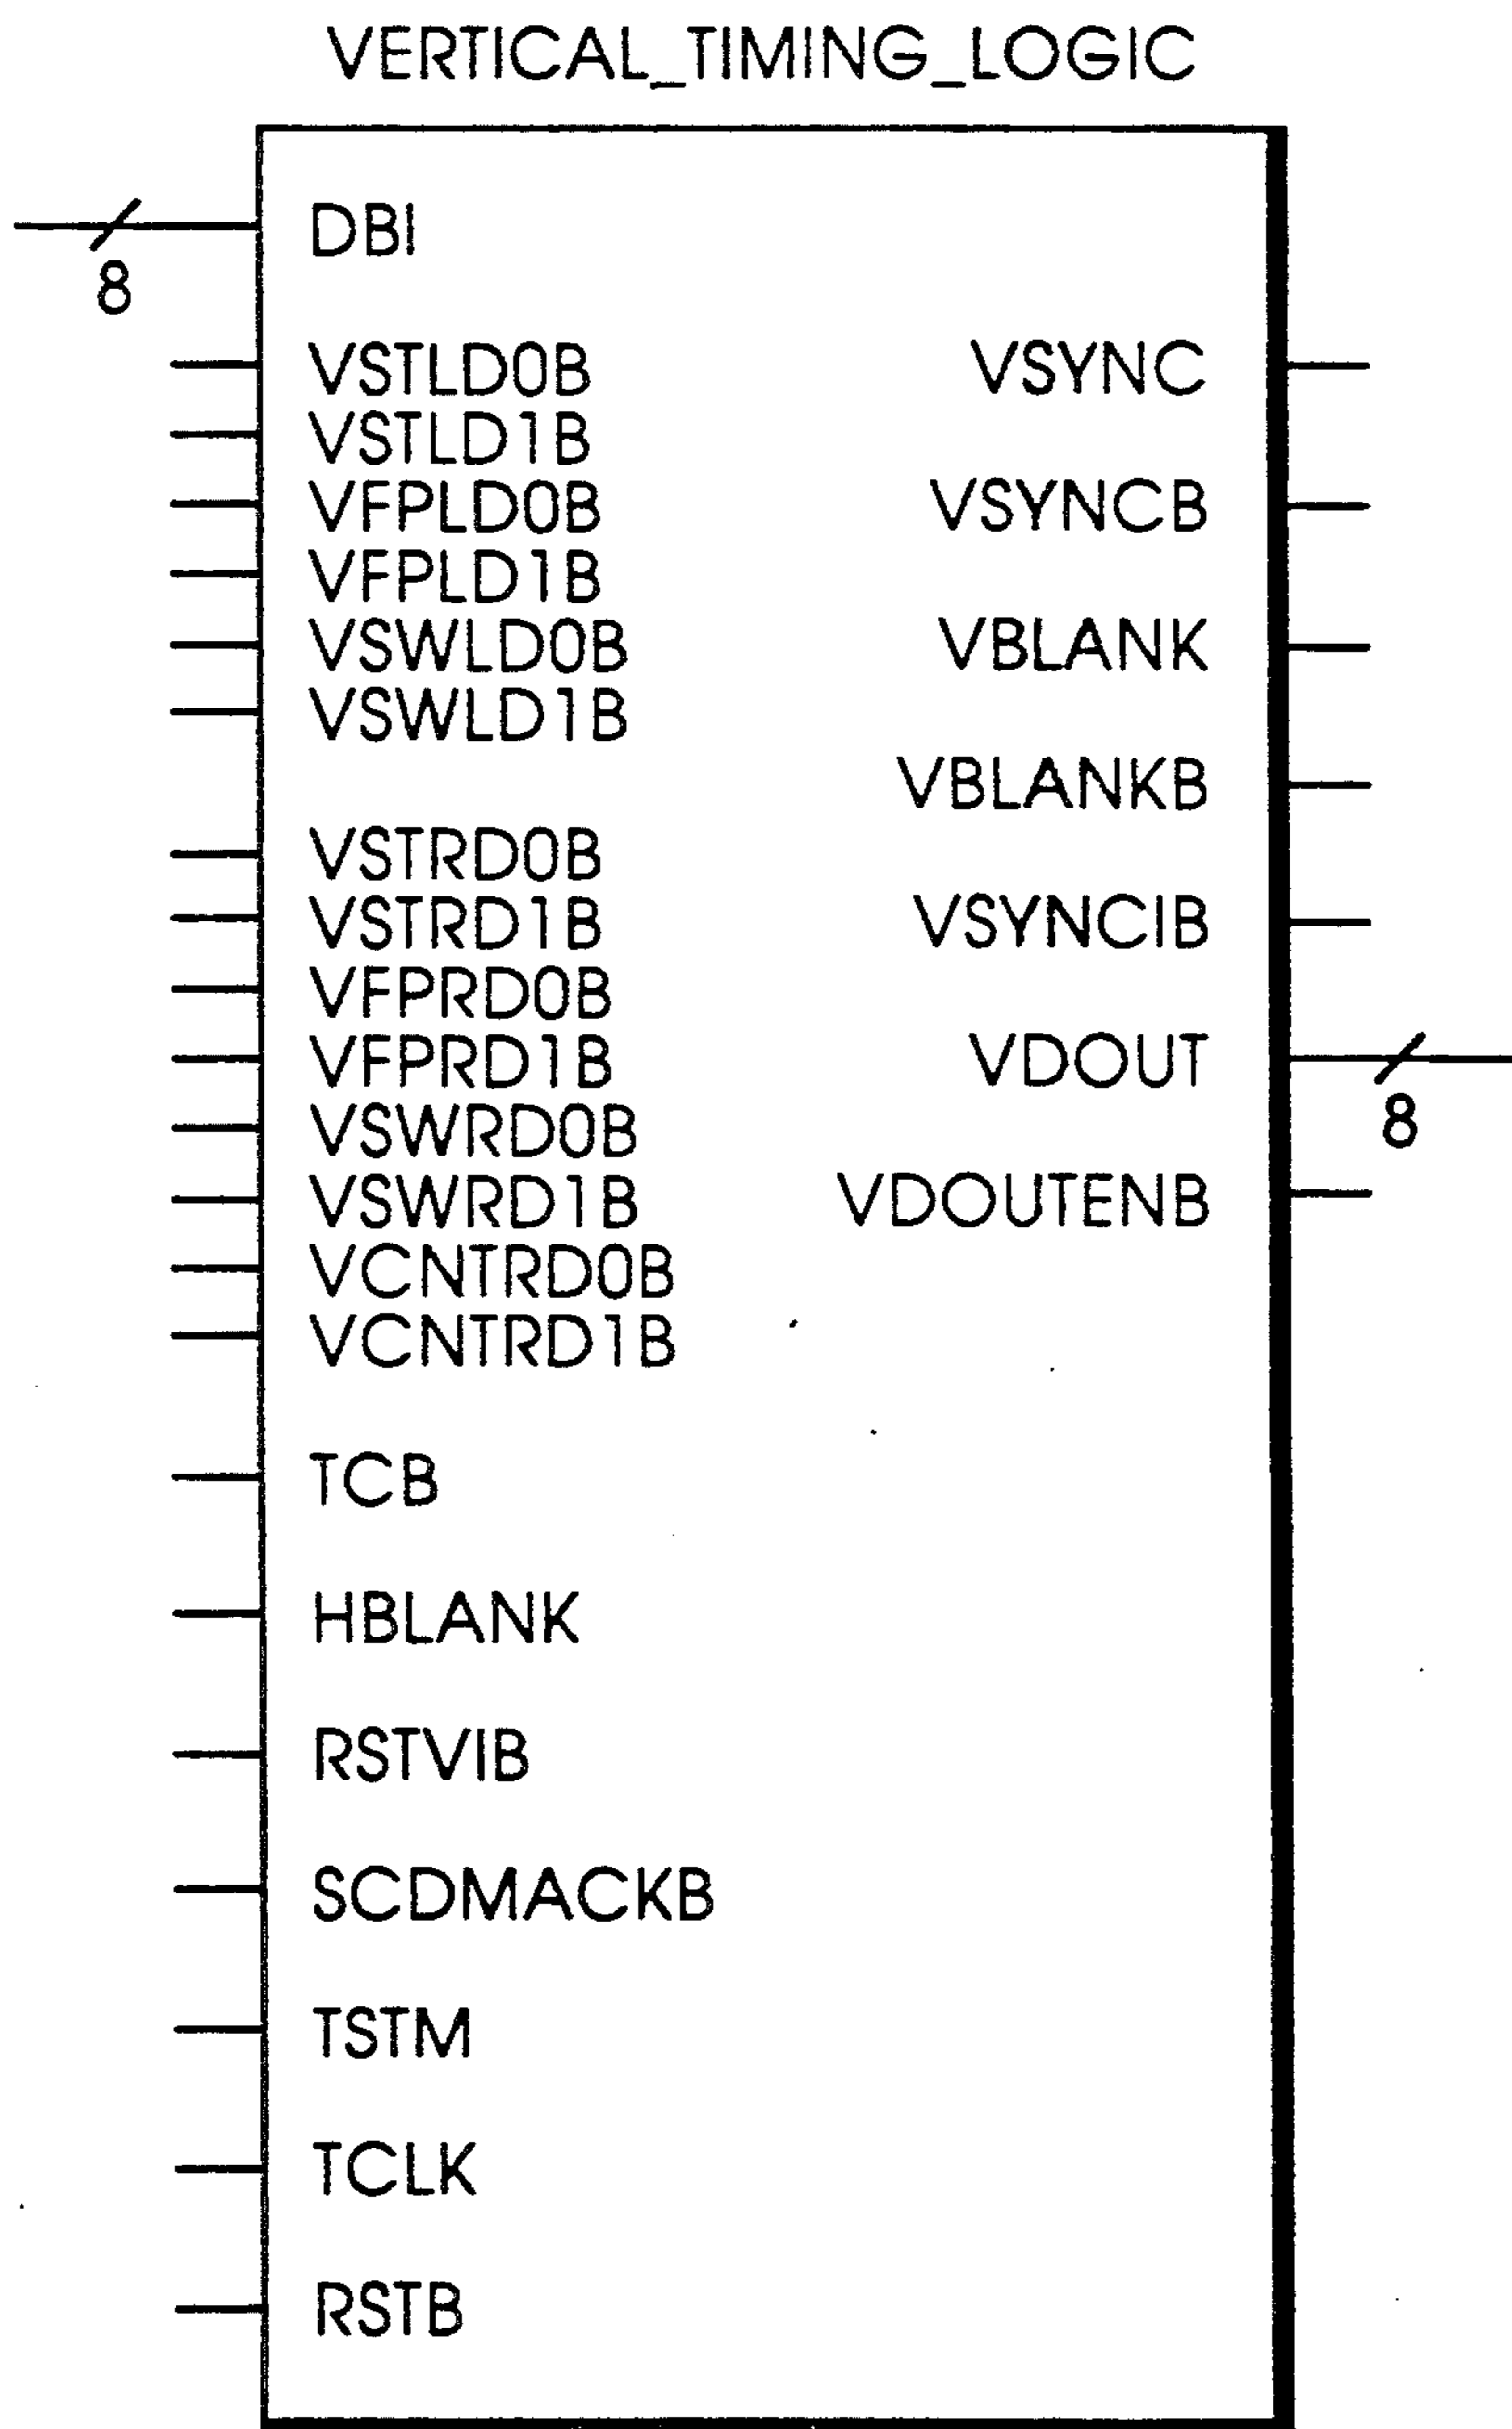 VERTICAL_TIMING_LOGIC
DBI
8
VSTLD0B
VSTLD1B
VFPLD0B
VFPLD1B
VSWLD0B
VSWLD1B
VSTRD0B
VSTRD1B
VFPRD0B
VFPRD1B
VSWRD0B
VSWRD1B
VCNTRD0B
VCNTRD1B
TCB
HBLANK
RSTVIB
SCDMACKB
TSTM
TCLK
RSTB
VSYNC
VSYNCB
VBLANK
VBLANKB
VSYNCIB
VDOUT
8
VDOUTENB